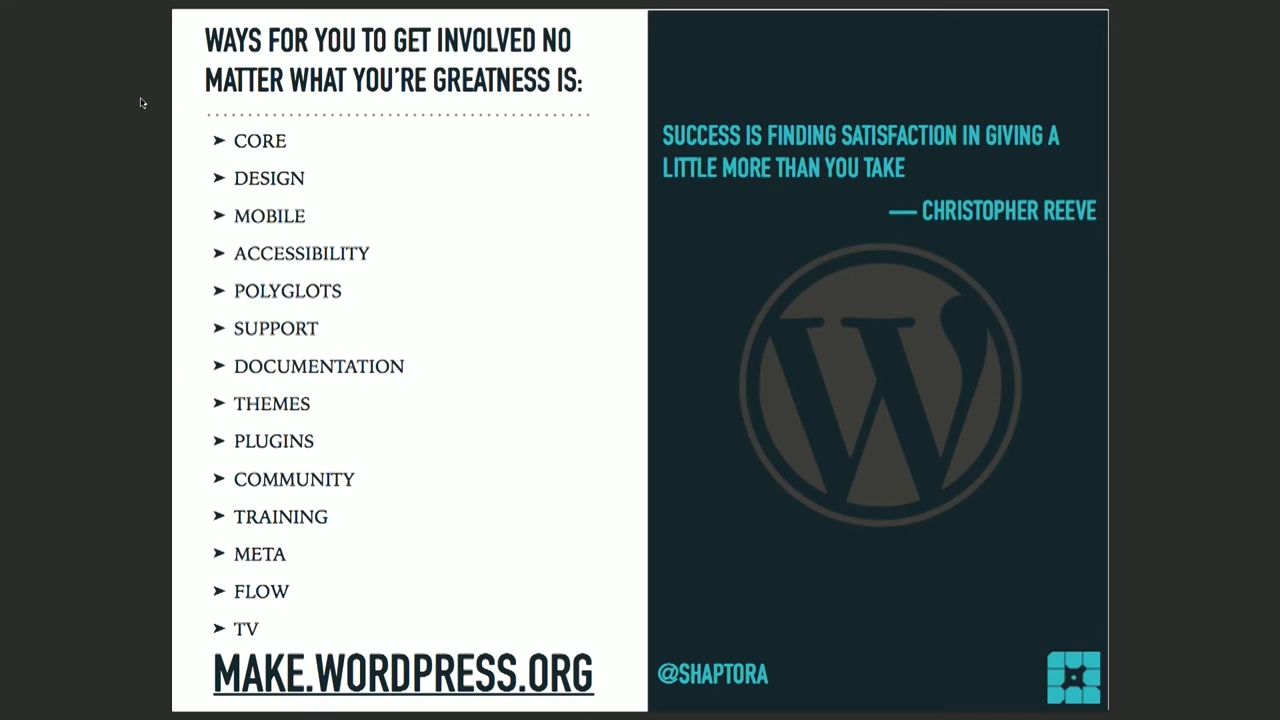 WAYS FOR YOU TO GET INVOLVED NO
MATTER WHAT YOU'RE GREATNESS IS:
➤ CORE
➤ DESIGN
➤ MOBILE
➤ ACCESSIBILITY
➤ POLYGLOTS
➤ SUPPORT
➤ DOCUMENTATION
➤ THEMES
➤ PLUGINS
➤ COMMUNITY
➤ TRAINING
➤ META
➤ FLOW
➤ TV
MAKE.WORDPRESS.ORG
SUCCESS IS FINDING SATISFACTION IN GIVING A
LITTLE MORE THAN YOU TAKE
— CHRISTOPHER REEVE
W
@SHAPTORA